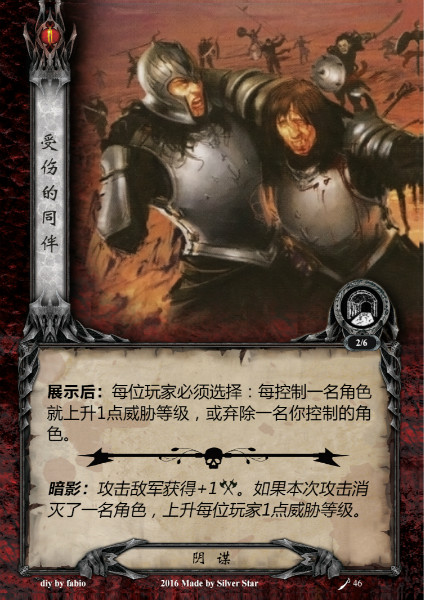 受伤的同伴
2/6
展示后：每位玩家必须选择：每控制一名角色
就上升1点威胁等级，或弃除一名你控制的角
色。
暗影：攻击敌军获得+1。如果本次攻击消
灭了一名角色，上升每位玩家1点威胁等级。
阴谋
diy by fabio
2016 Made by Silver Star
46